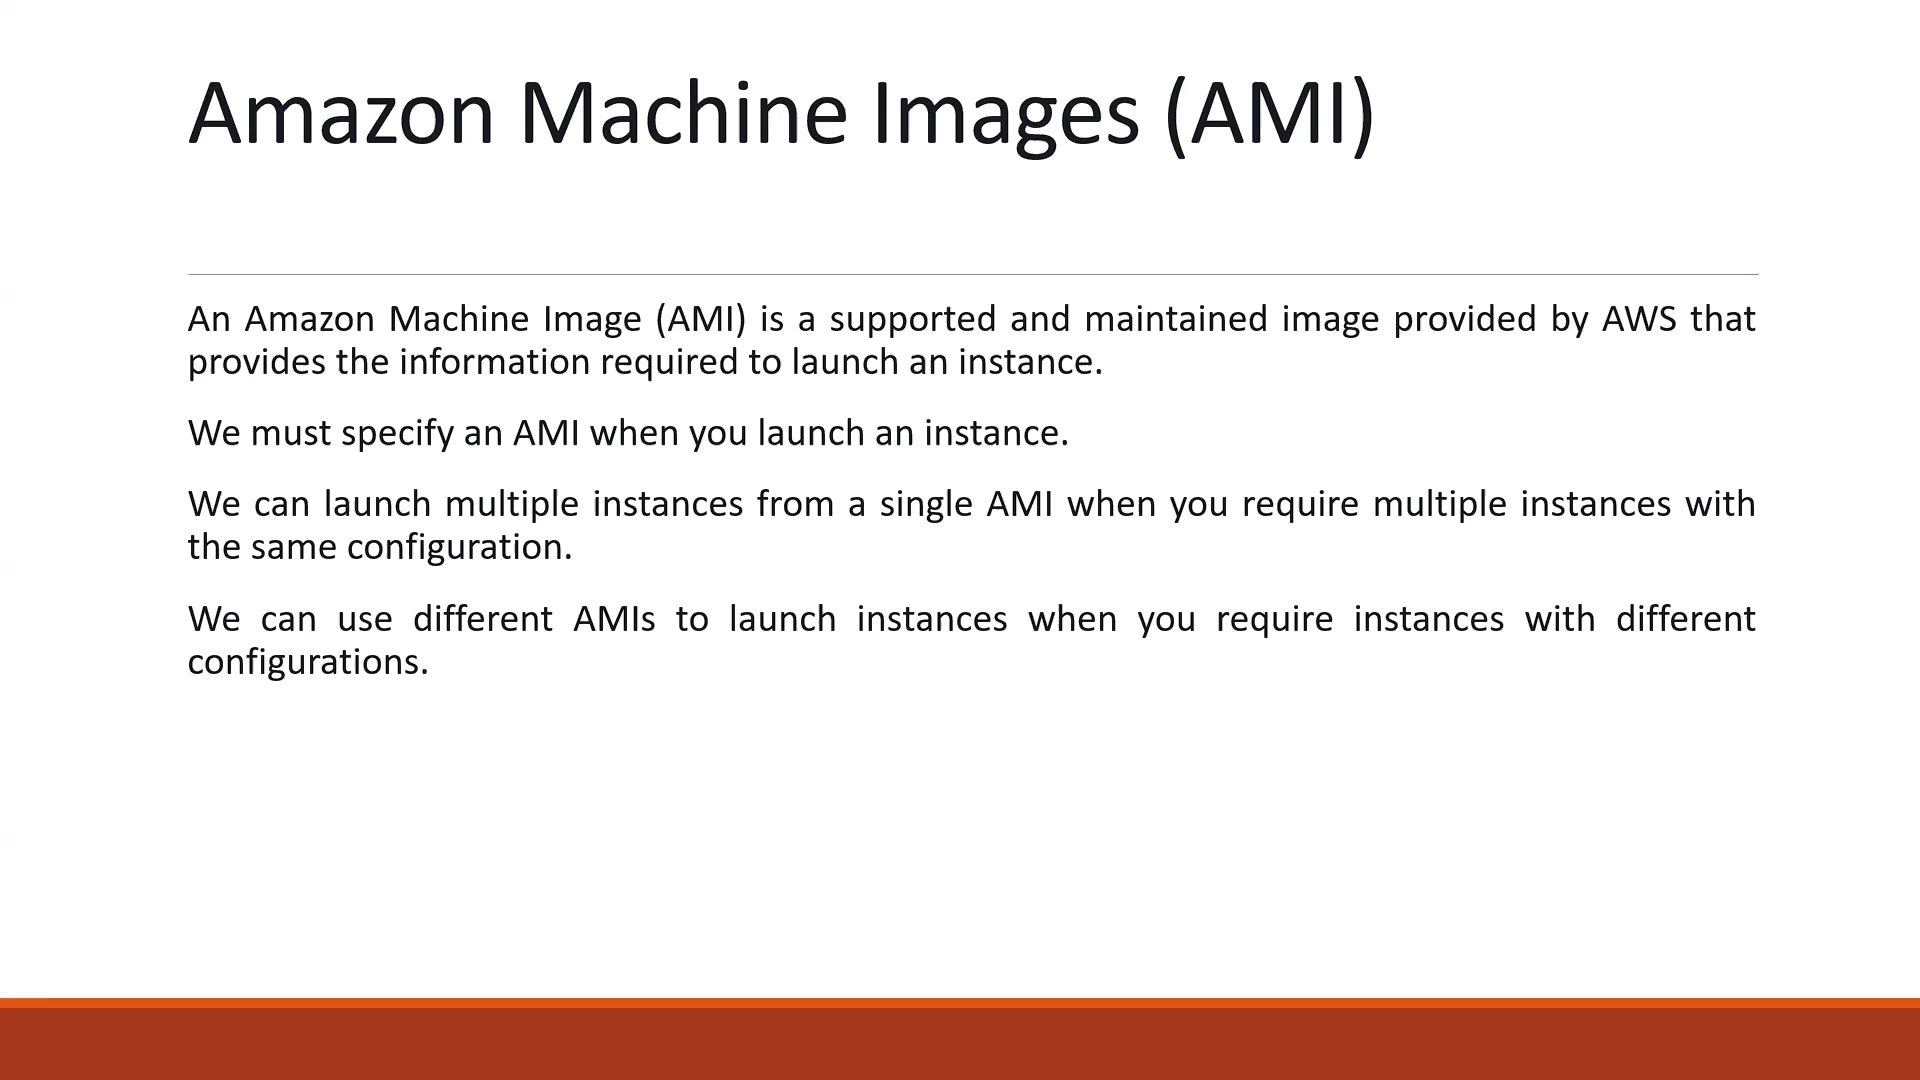 Amazon Machine Images (AMI)
An Amazon Machine Image (AMI) is a supported and maintained image provided by AWS that
provides the information required to launch an instance.
We must specify an AMI when you launch an instance.
We can launch multiple instances from a single AMI when you require multiple instances with
the same configuration.
We can use different AMIs to launch instances when you require instances with different
configurations.